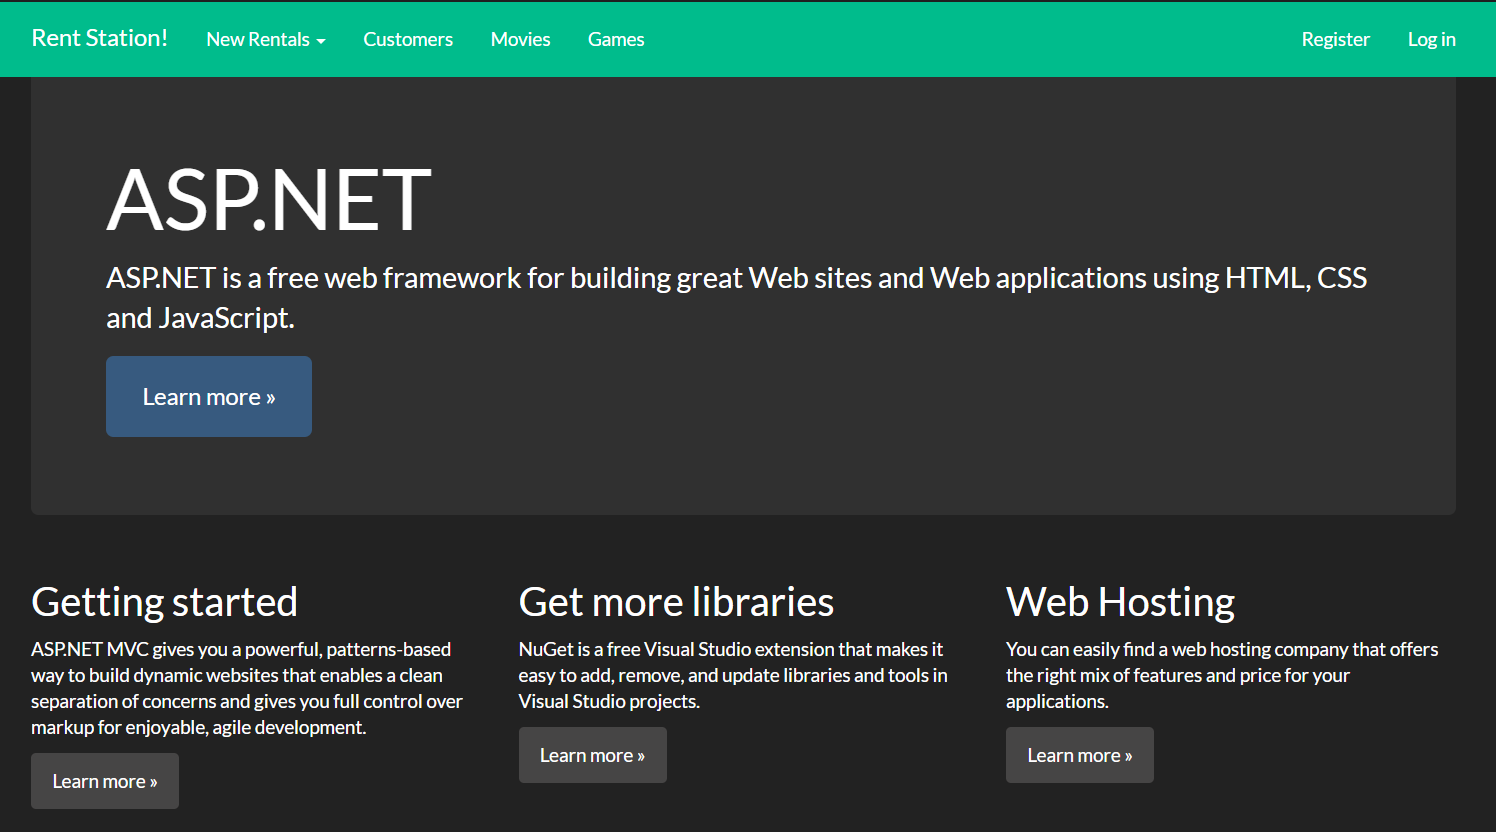 Rent Station!
New Rentals
Customers
Movies
Games
Register
Log in
ASP.NET
ASP.NET is a free web framework for building great Web sites and Web applications using HTML, CSS
and JavaScript.
Learn more »
Getting started
ASP.NET MVC gives you a powerful, patterns-based
way to build dynamic websites that enables a clean
separation of concerns and gives you full control over
markup for enjoyable, agile development.
Learn more »
Get more libraries
NuGet is a free Visual Studio extension that makes it
easy to add, remove, and update libraries and tools in
Visual Studio projects.
Learn more »
Web Hosting
You can easily find a web hosting company that offers
the right mix of features and price for your
applications.
Learn more »